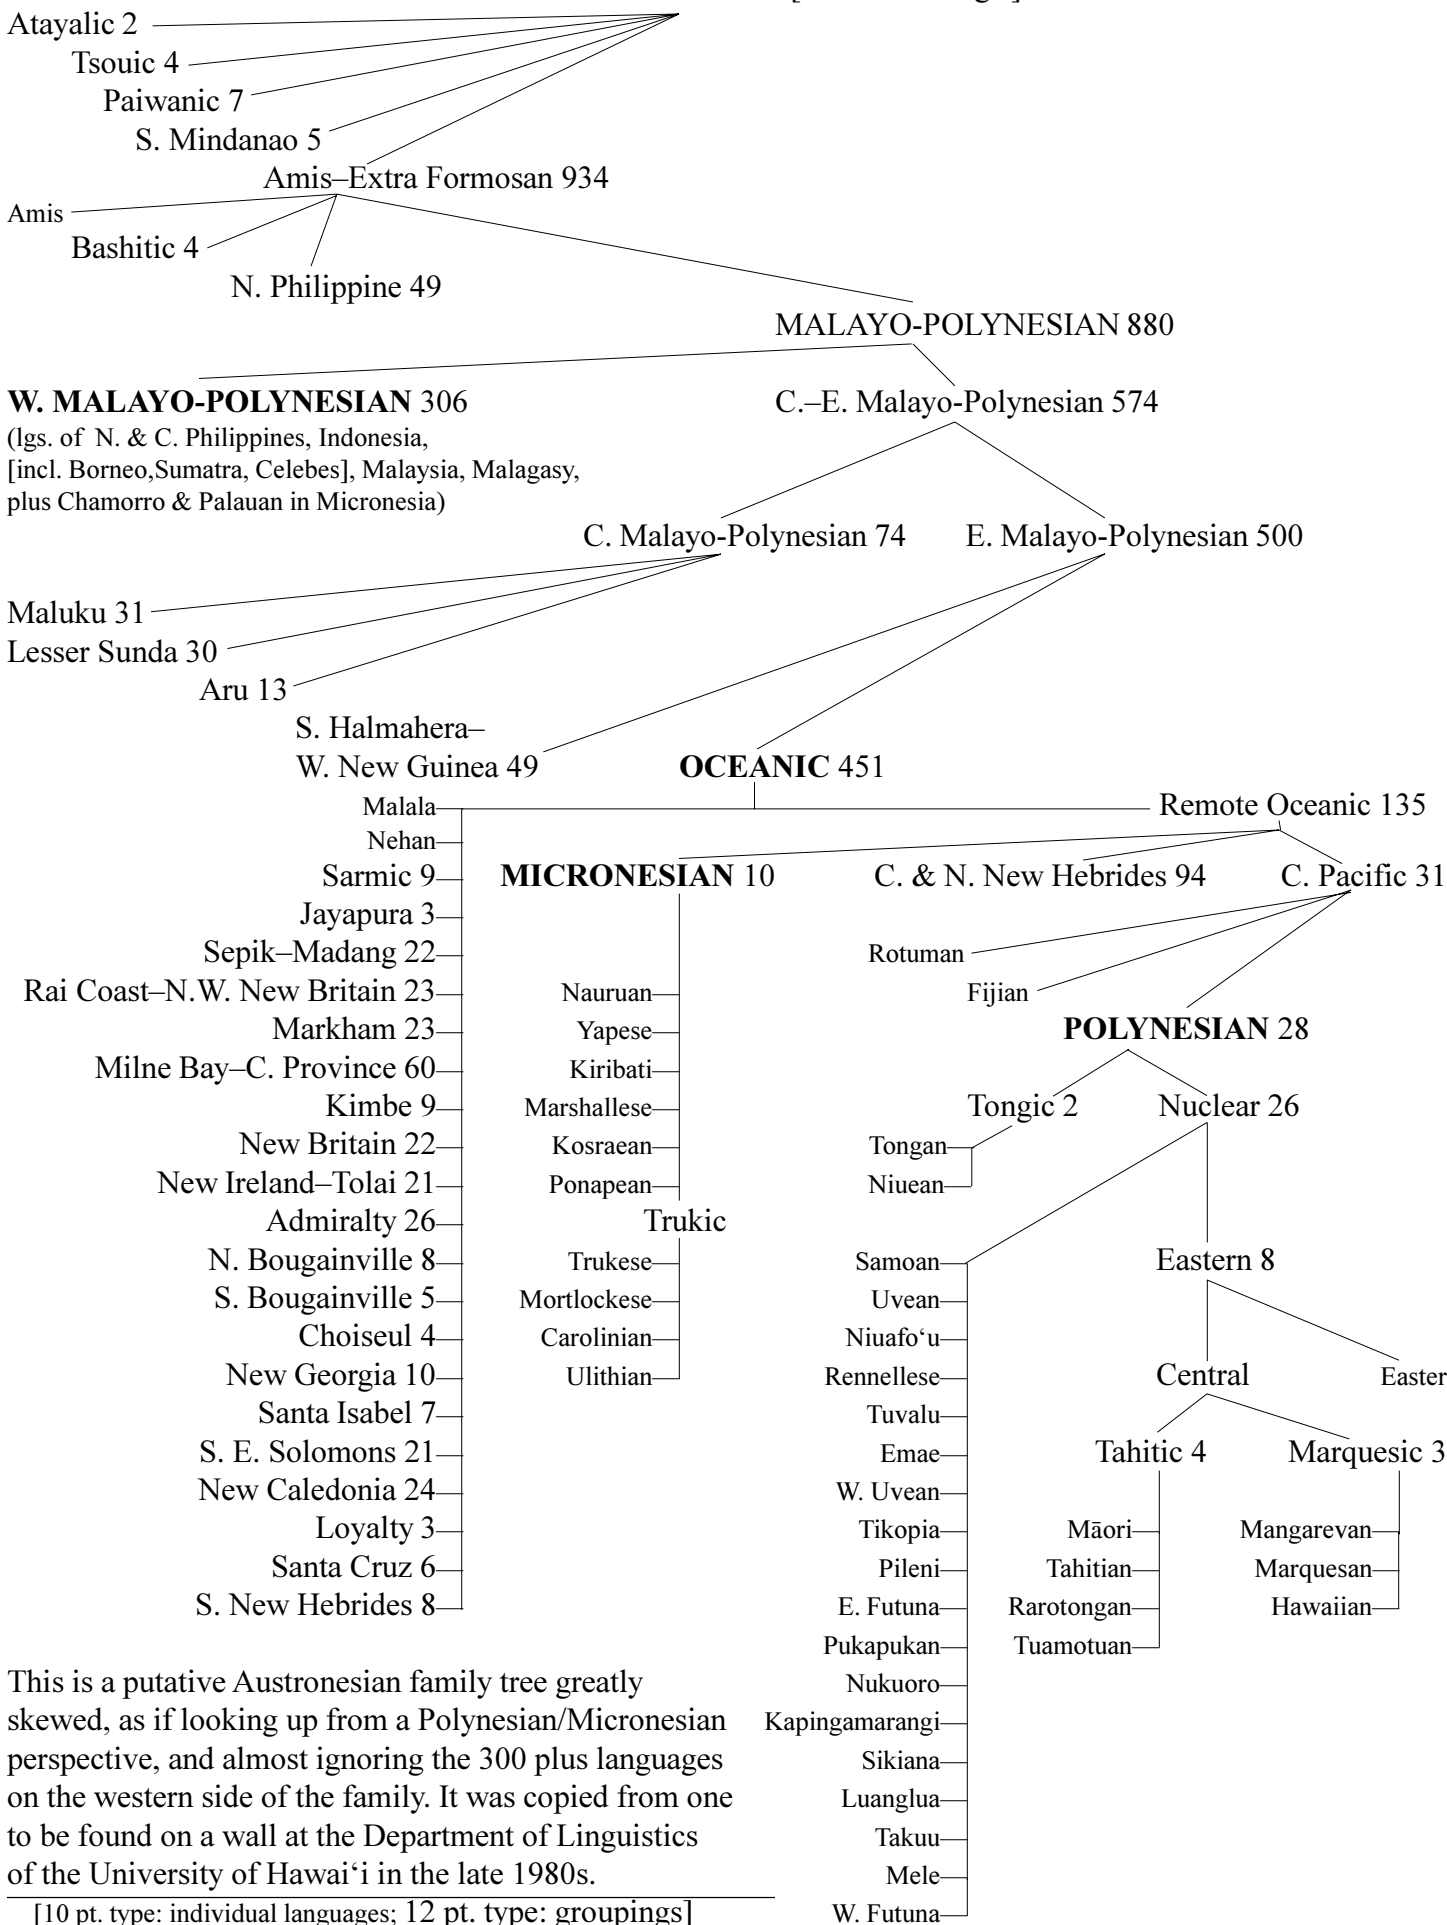 Atayalic 2
Tsouic 4
Paiwanic 7
S. Mindanao 5
Amis–Extra Formosan 934
Amis
Bashitic 4
N. Philippine 49
MALAYO-POLYNESIAN 880
W. MALAYO-POLYNESIAN 306
(lgs. of N. & C. Philippines, Indonesia,
[incl. Borneo,Sumatra, Celebes], Malaysia, Malagasy,
plus Chamorro & Palauan in Micronesia)
C.–E. Malayo-Polynesian 574
C. Malayo-Polynesian 74
E. Malayo-Polynesian 500
Maluku 31
Lesser Sunda 30
Aru 13
S. Halmahera–
W. New Guinea 49
OCEANIC 451
Malala
Nehan
Sarmic 9
Jayapura 3
Sepik–Madang 22
Rai Coast–N.W. New Britain 23
Markham 23
Milne Bay–C. Province 60
Kimbe 9
New Britain 22
New Ireland–Tolai 21
Admiralty 26
N. Bougainville 8
S. Bougainville 5
Choiseul 4
New Georgia 10
Santa Isabel 7
S. E. Solomons 21
New Caledonia 24
Loyalty 3
Santa Cruz 6
S. New Hebrides 8
Remote Oceanic 135
MICRONESIAN 10
C. & N. New Hebrides 94
C. Pacific 31
Nauruan
Yapese
Kiribati
Marshallese
Kosraean
Ponapean
Trukic
Trukese
Mortlockese
Carolinian
Ulithian
Rotuman
Fijian
POLYNESIAN 28
Tongic 2
Nuclear 26
Tongan
Niuean
Samoan
Uvean
Niuafo‘u
Rennellese
Tuvalu
Emae
W. Uvean
Tikopia
Pileni
E. Futuna
Pukapukan
Nukuoro
Kapingamarangi
Sikiana
Luanglua
Takuu
Mele
W. Futuna
Eastern 8
Central
Easter
Tahitic 4
Marquesic 3
Māori
Tahitian
Rarotongan
Tuamotuan
Mangarevan
Marquesan
Hawaiian
This is a putative Austronesian family tree greatly
skewed, as if looking up from a Polynesian/Micronesian
perspective, and almost ignoring the 300 plus languages
on the western side of the family. It was copied from one
to be found on a wall at the Department of Linguistics
of the University of Hawai‘i in the late 1980s.
[10 pt. type: individual languages; 12 pt. type: groupings]